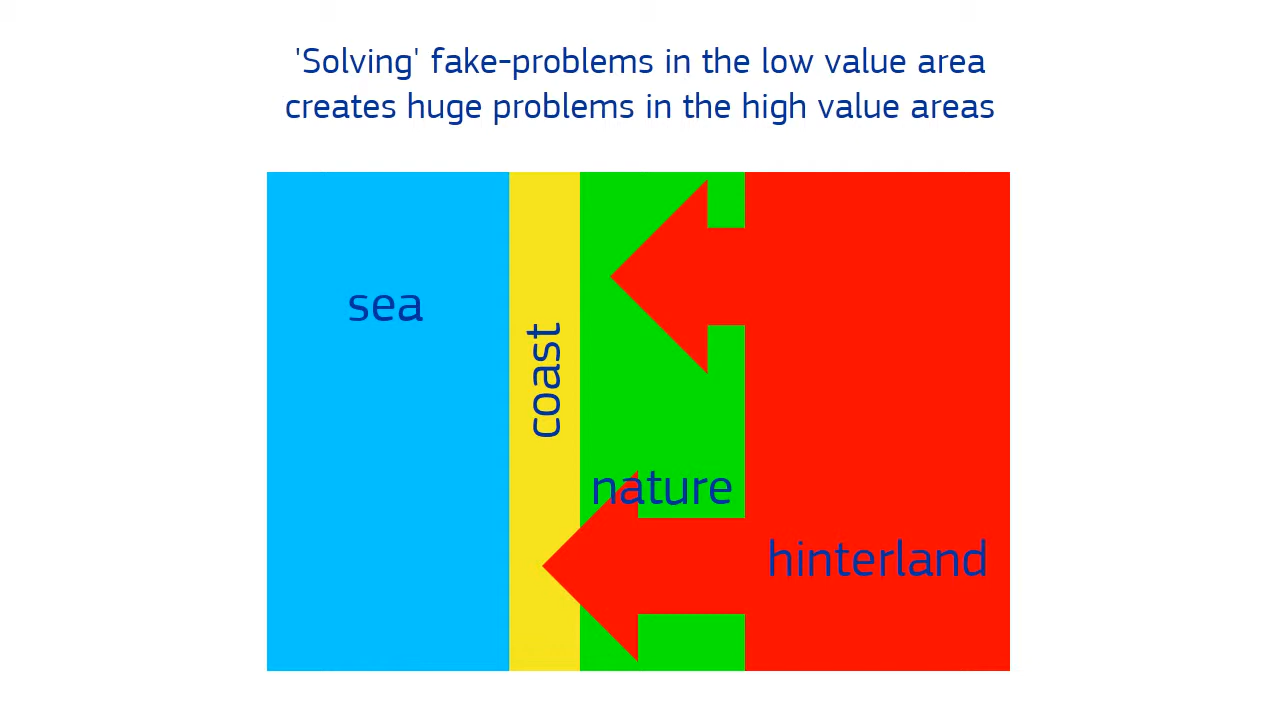 'Solving' fake-problems in the low value area
creates huge problems in the high value areas
sea
coast
nature
hinterland